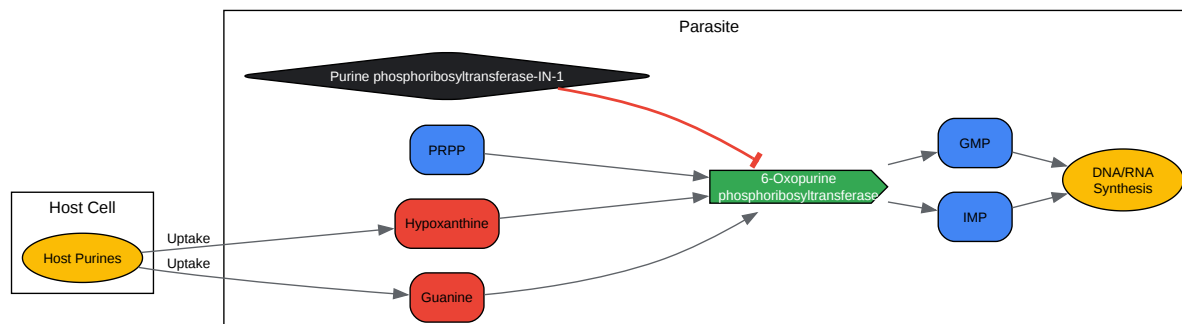 Parasite
Purine phosphoribosyltransferase-IN-1
PRPP
GMP
6-Oxopurine
phosphoribosyltransferase
DNA/RNA
Synthesis
Host Cell
Hypoxanthine
IMP
Uptake
Host Purines
Uptake
Guanine